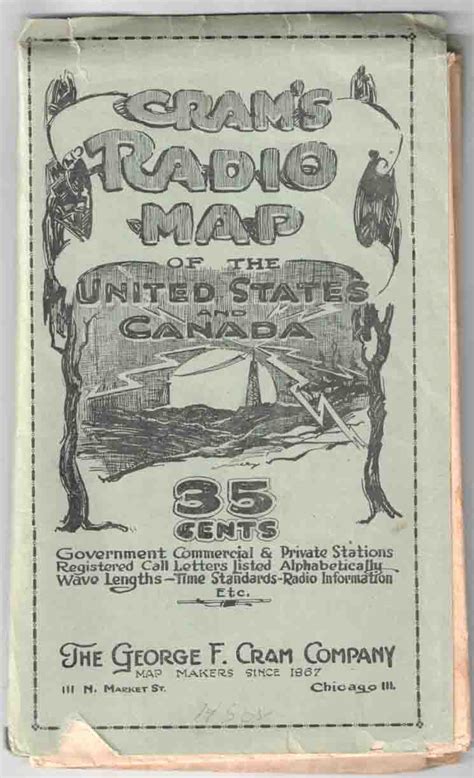 CRAM'S
RADIO
MAP
OF THE
UNITED STATES
AND
CANADA
35
CENTS
Government Commercial & Private Stations
Registered Call Letters Listed Alphabetically
Wave Lengths - Time Standards - Radio Information
Etc.
THE GEORGE F. CRAM COMPANY
MAP MAKERS SINCE 1867
111 N. MARKET ST. Chicago Ill.